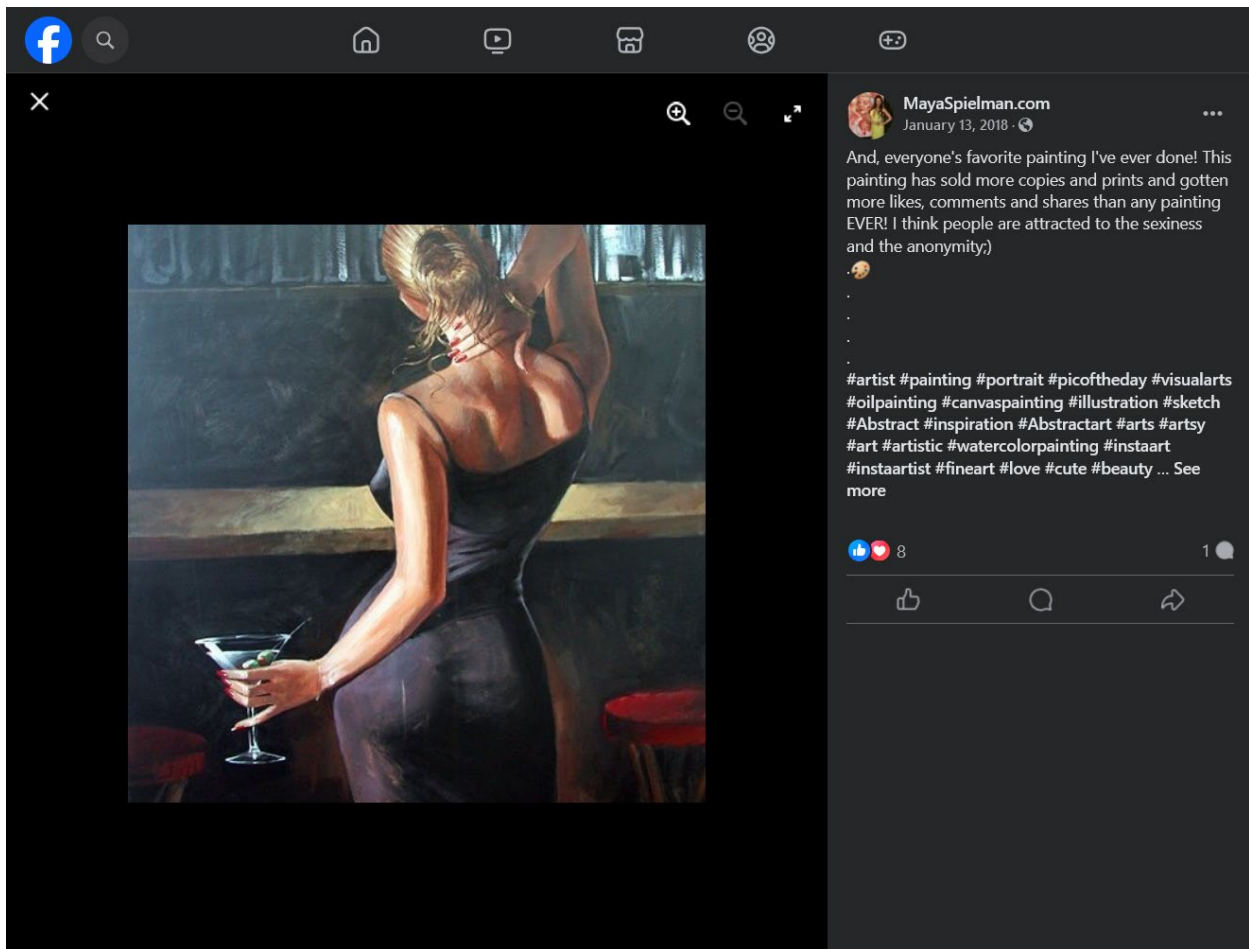 MayaSpielman.com
January 13, 2018 ·
And, everyone's favorite painting I've ever done! This
painting has sold more copies and prints and gotten
more likes, comments and shares than any painting
EVER! I think people are attracted to the sexiness
and the anonymity;)
.🎨
.
.
.
.
#artist #painting #portrait #picoftheday #visualarts
#oilpainting #canvaspainting #illustration #sketch
#Abstract #inspiration #Abstractart #arts #artsy
#art #artistic #watercolorpainting #instaart
#instaartist #fineart #love #cute #beauty ... See
more
8
1